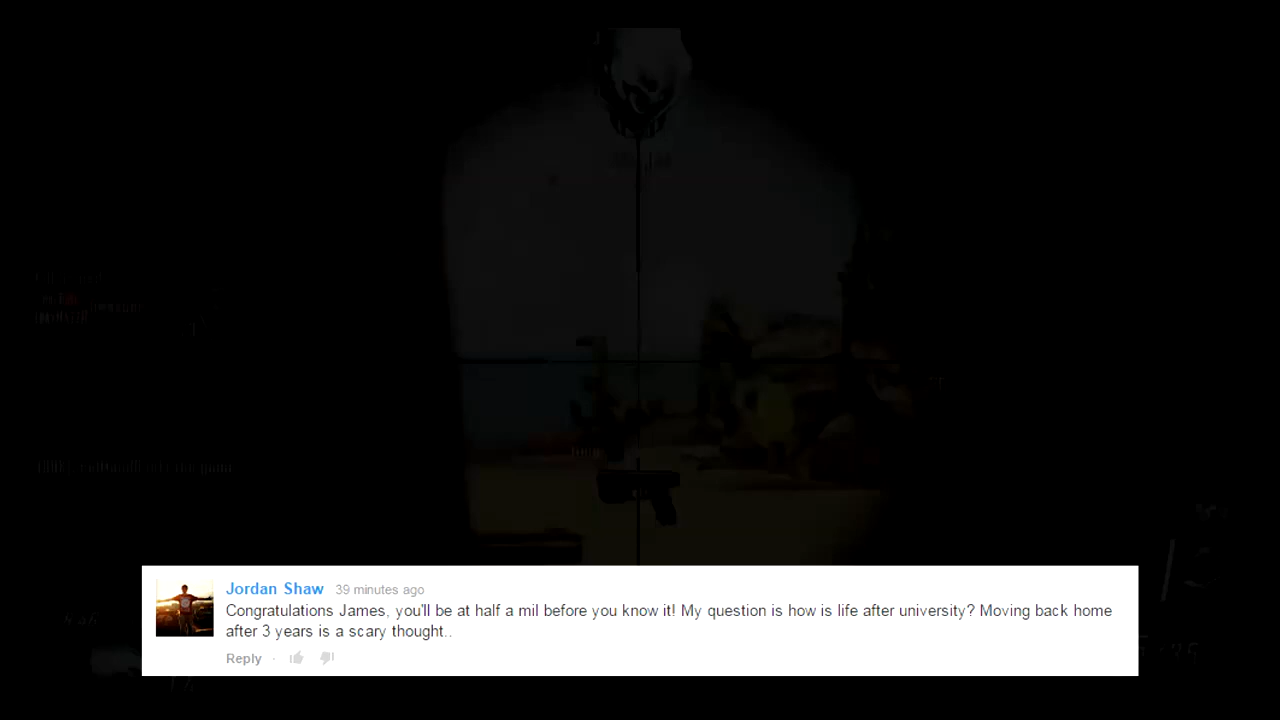 Jordan Shaw 39 minutes ago
Congratulations James, you'll be at half a mil before you know it! My question is how is life after university? Moving back home
after 3 years is a scary thought..
Reply ·